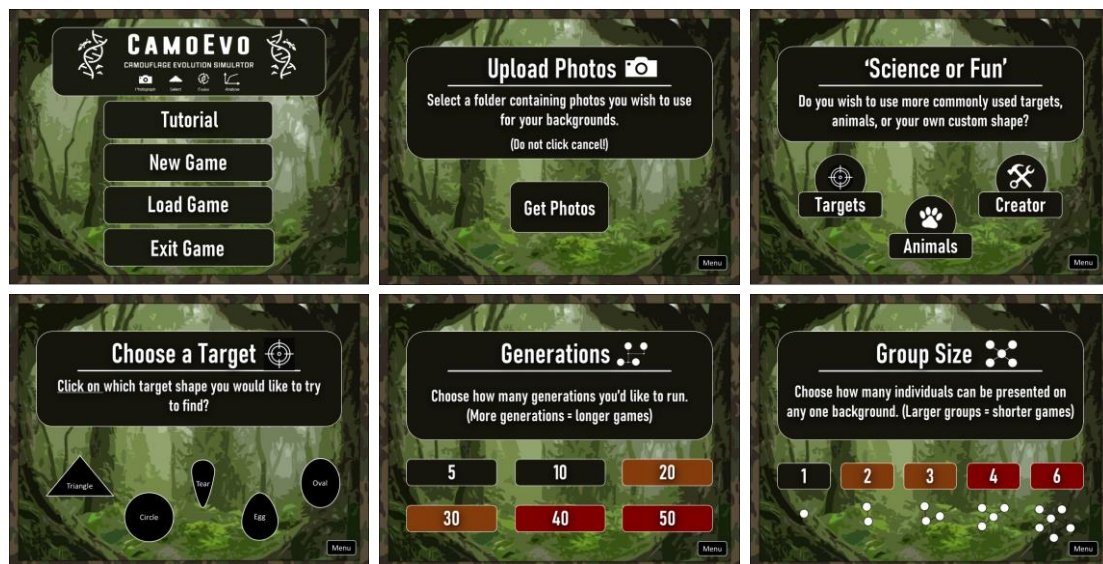 CAMOEVO
CAMOUFLAGE EVOLUTION SIMULATOR
Photograph Select Evolve Analyse
Tutorial
New Game
Load Game
Exit Game
Upload Photos
Select a folder containing photos you wish to use
for your backgrounds.
(Do not click cancel!)
Get Photos
Menu
'Science or Fun'
Do you wish to use more commonly used targets,
animals, or your own custom shape?
Targets
Animals
Creator
Menu
Choose a Target
Click on which target shape you would like to try
to find?
Triangle
Circle
Tear
Egg
Oval
Menu
Generations
Choose how many generations you'd like to run.
(More generations = longer games)
5 10 20
30 40 50
Menu
Group Size
Choose how many individuals can be presented on
any one background. (Larger groups = shorter games)
1 2 3 4 6
Menu